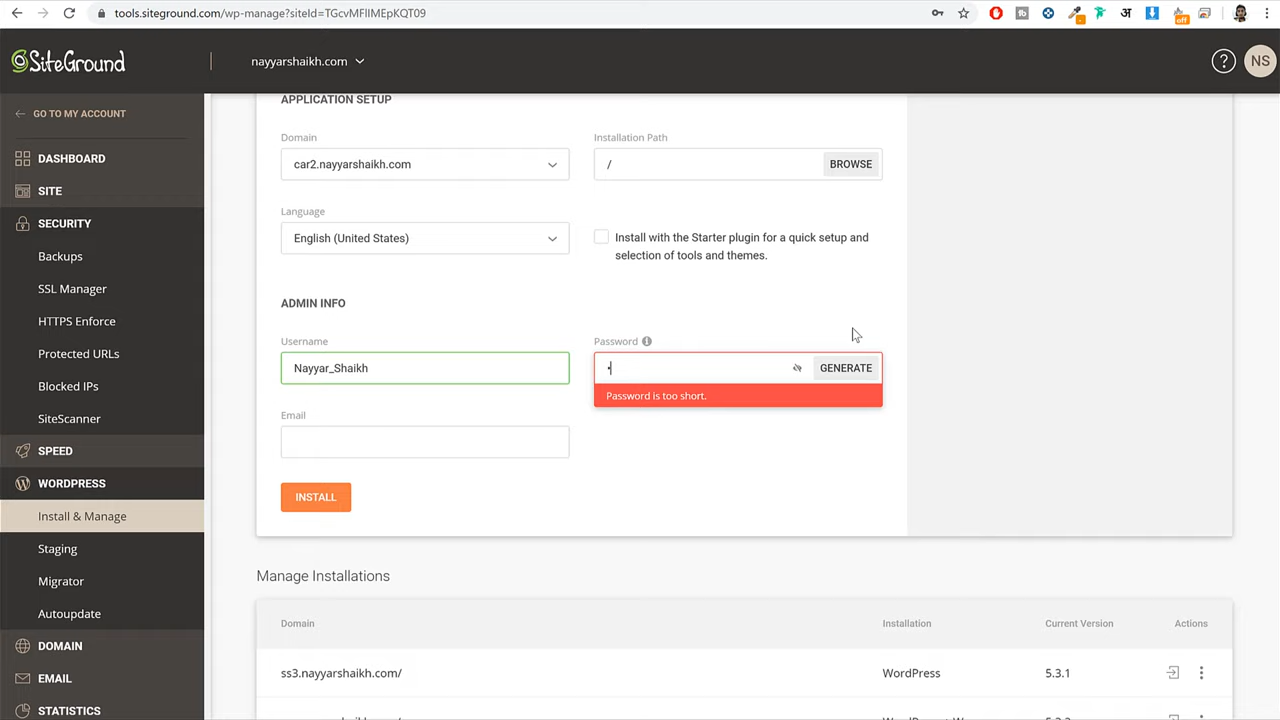 tools.siteground.com/wp-manage?siteId=TGcvMFlIMEpKQT09
off
SiteGround
nayyarshaikh.com
?
NS
GO TO MY ACCOUNT
DASHBOARD
SITE
SECURITY
Backups
SSL Manager
HTTPS Enforce
Protected URLs
Blocked IPs
SiteScanner
SPEED
WORDPRESS
Install & Manage
Staging
Migrator
Autoupdate
DOMAIN
EMAIL
STATISTICS
APPLICATION SETUP
Domain
Installation Path
car2.nayyarshaikh.com
/
BROWSE
Language
English (United States)
Install with the Starter plugin for a quick setup and
selection of tools and themes.
ADMIN INFO
Username
Password
Nayyar_Shaikh
GENERATE
Password is too short.
Email
INSTALL
Manage Installations
Domain
Installation
Current Version
Actions
ss3.nayyarshaikh.com/
WordPress
5.3.1